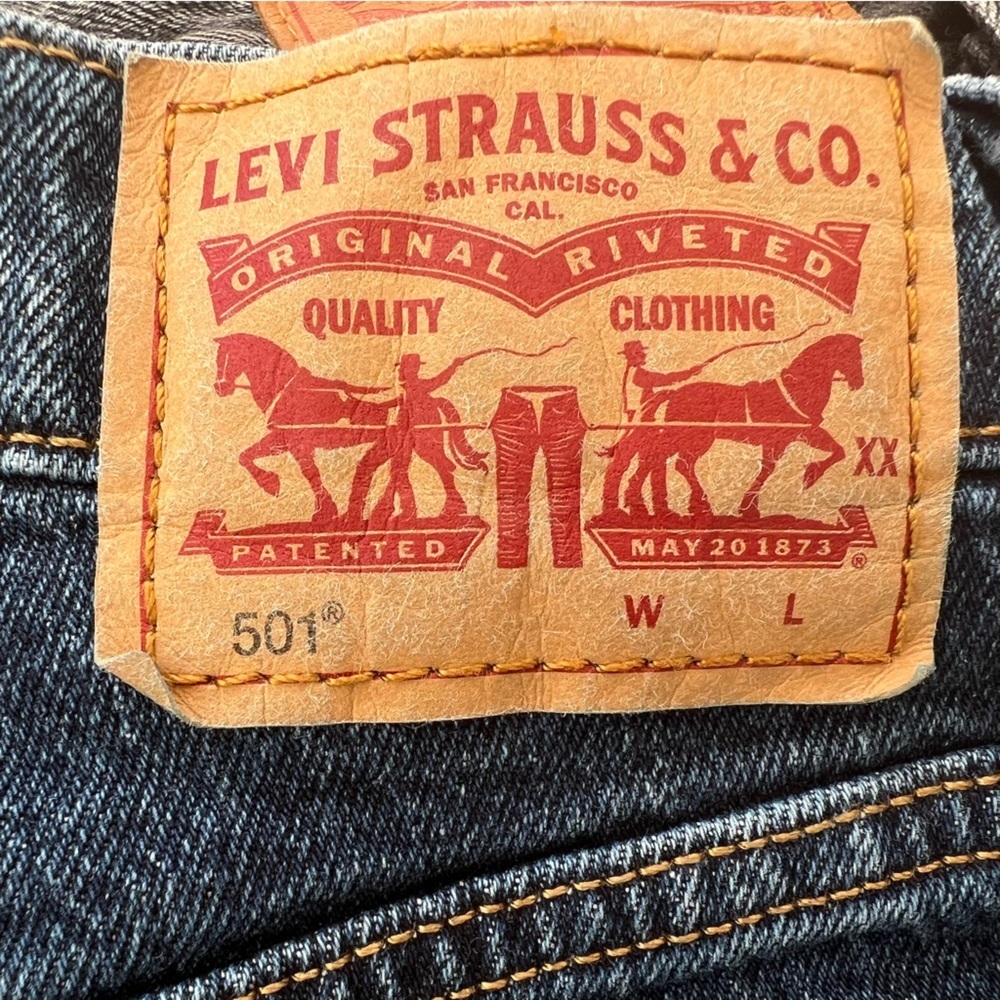 LEVI STRAUSS & CO.
SAN FRANCISCO
CAL.
ORIGINAL RIVETED
QUALITY CLOTHING
XX
PATENTED MAY 20 1873 ®
501® W L